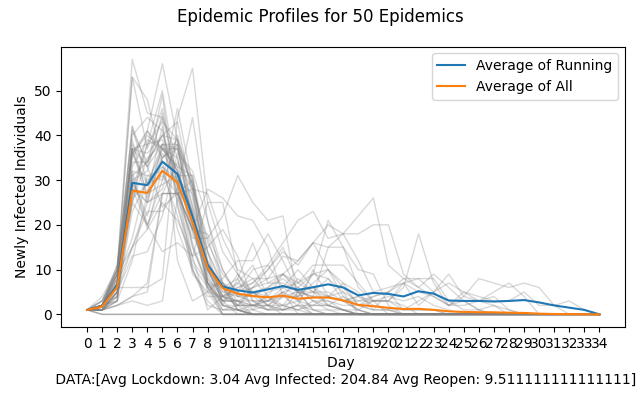 Epidemic Profiles for 50 Epidemics
Average of Running
Average of All
Newly Infected Individuals
50
40
30
20
10
0
0 1 2 3 4 5 6 7 8 9 10 11 12 13 14 15 16 17 18 19 20 21 22 23 24 25 26 27 28 29 30 31 32 33 34
Day
DATA:[Avg Lockdown: 3.04 Avg Infected: 204.84 Avg Reopen: 9.511111111111111]